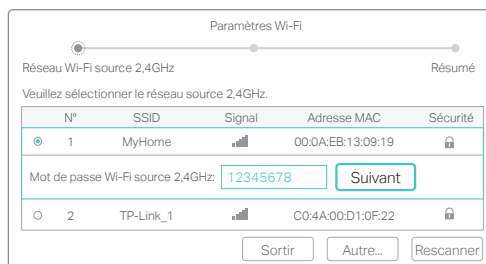 Paramètres Wi-Fi
Réseau Wi-Fi source 2,4GHz Résumé
Veuillez sélectionner le réseau source 2,4GHz.
N° SSID Signal Adresse MAC Sécurité
1 MyHome 00:0A:EB:13:09:19
Mot de passe Wi-Fi source 2,4GHz: 12345678 Suivant
2 TP-Link_1 C0:4A:00:D1:0F:22
Sortir Autre... Rescanner